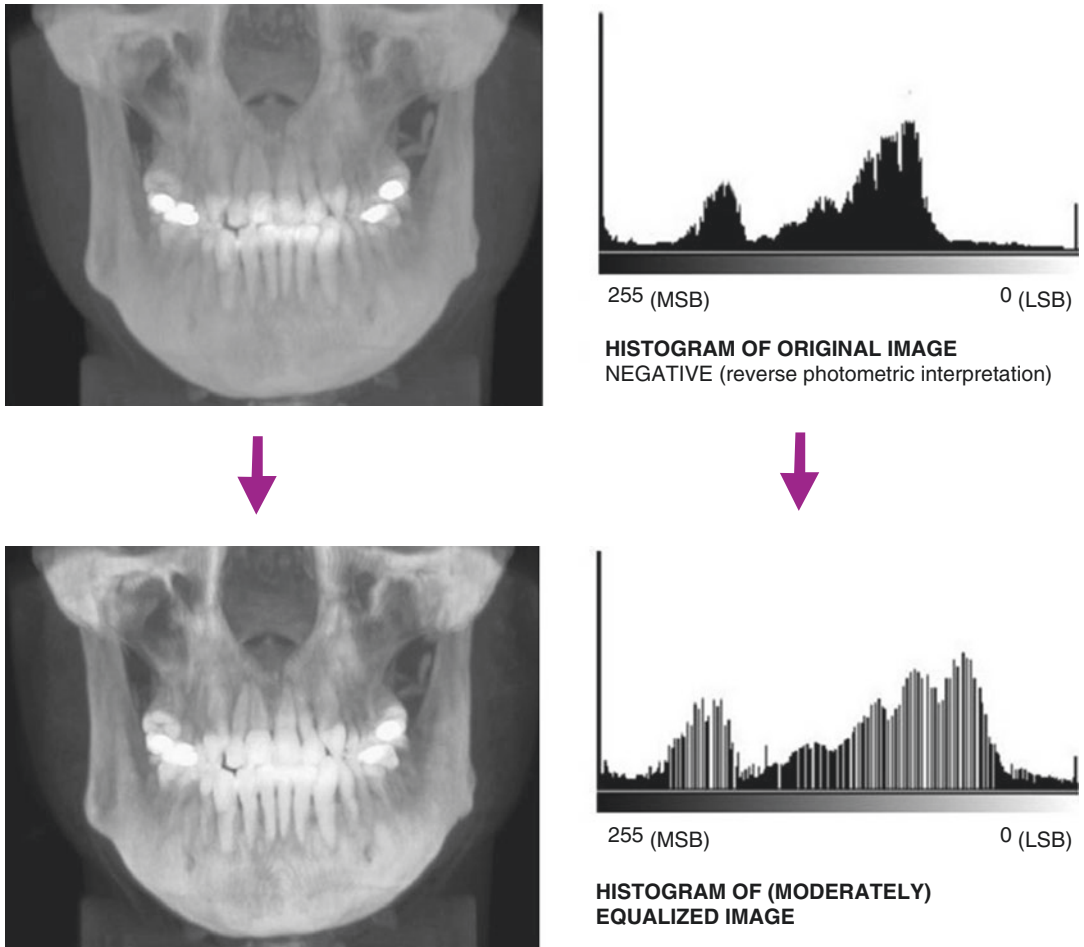 255 (MSB) 0 (LSB)
HISTOGRAM OF ORIGINAL IMAGE
NEGATIVE (reverse photometric interpretation)
255 (MSB) 0 (LSB)
HISTOGRAM OF (MODERATELY)
EQUALIZED IMAGE